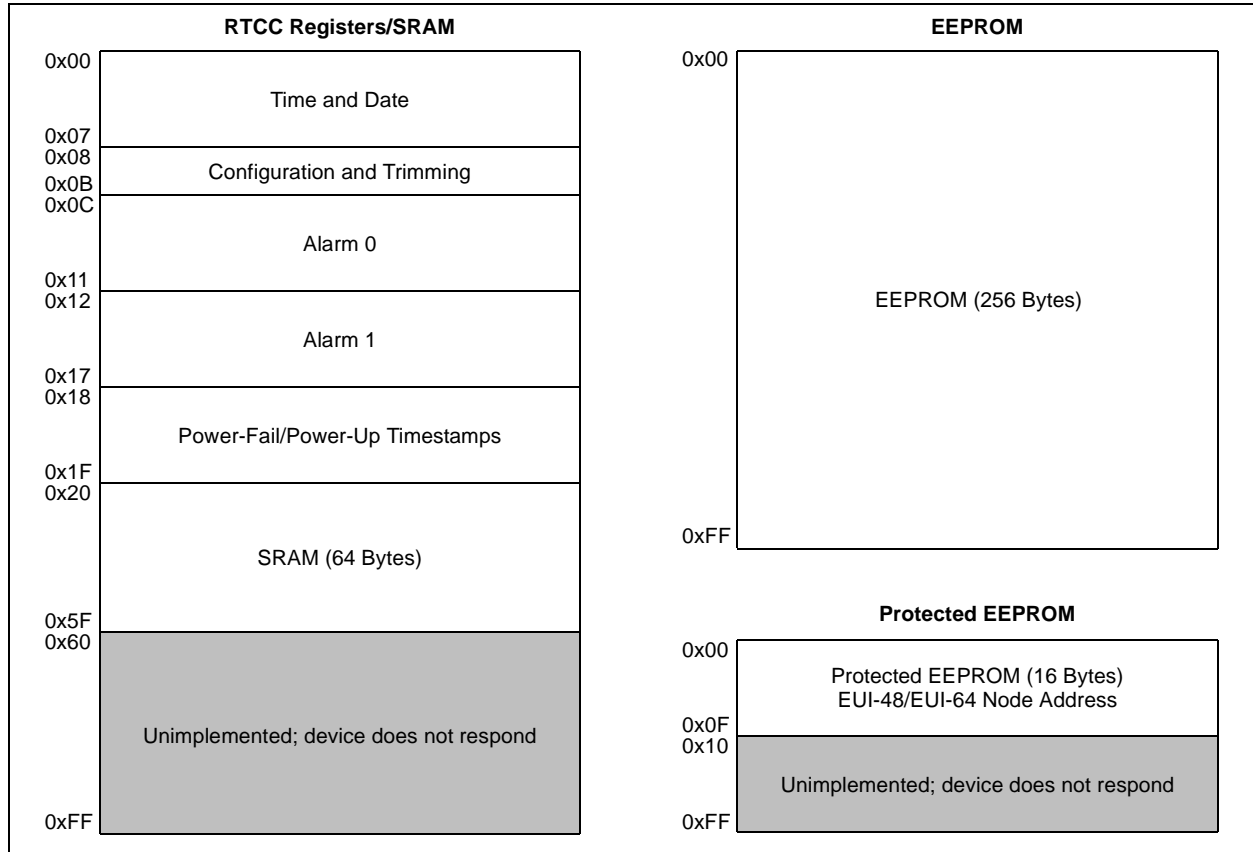 RTCC Registers/SRAM
0x00
Time and Date
0x07
0x08
Configuration and Trimming
0x0B
0x0C
Alarm 0
0x11
0x12
Alarm 1
0x17
0x18
Power-Fail/Power-Up Timestamps
0x1F
0x20
SRAM (64 Bytes)
0x5F
0x60
Unimplemented; device does not respond
0xFF
EEPROM
0x00
EEPROM (256 Bytes)
0xFF
Protected EEPROM
0x00
Protected EEPROM (16 Bytes)
EUI-48/EUI-64 Node Address
0x0F
0x10
Unimplemented; device does not respond
0xFF